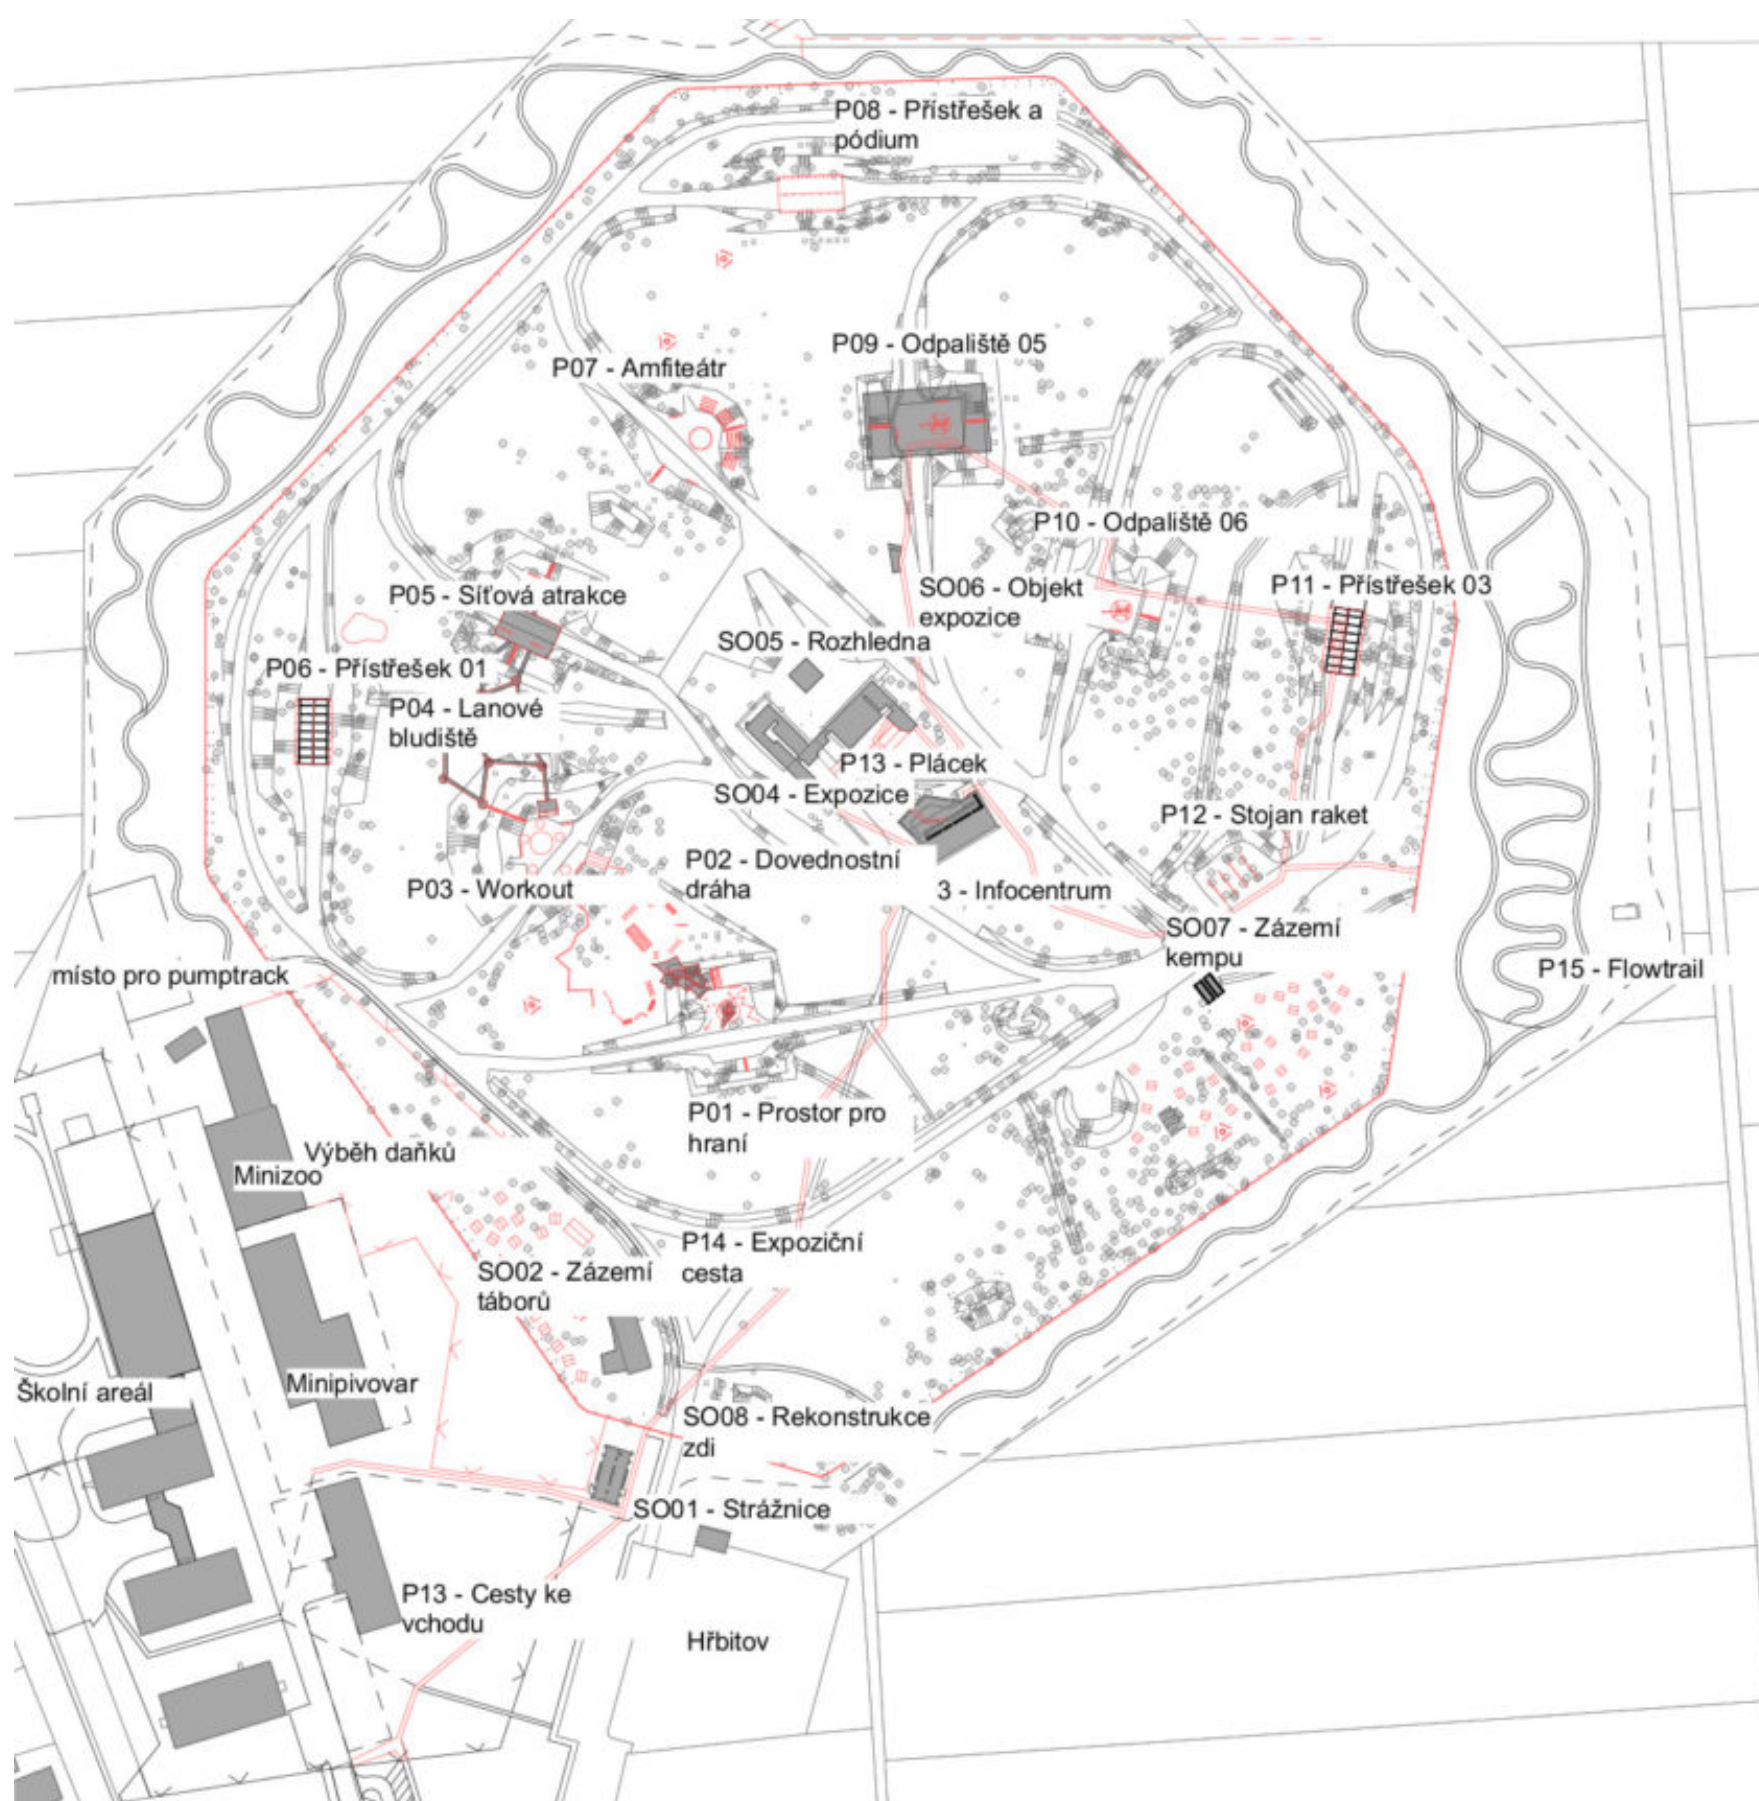 P08 - Přístřešek a
pódium
P09 - Odpaliště 05
P07 - Amfiteátr
P10 - Odpaliště 06
P05 - Síťová atrakce
SO06 - Objekt
expozice
P11 - Přístřešek 03
SO05 - Rozhledna
P06 - Přístřešek 01
P04 - Lanové
bludiště
P13 - Plácek
SO04 - Expozice
P12 - Stojan raket
P02 - Dovednostní
dráha
P03 - Workout
3 - Infocentrum
SO07 - Zázemí
kempu
místo pro pumptrack
P15 - Flowtrail
P01 - Prostor pro
hraní
Výběh daňků
Minizoo
P14 - Expoziční
cesta
SO02 - Zázemí
táborů
Školní areál
Minipivovar
SO08 - Rekonstrukce
zdi
SO01 - Strážnice
P13 - Cesty ke
vchodu
Hřbitov